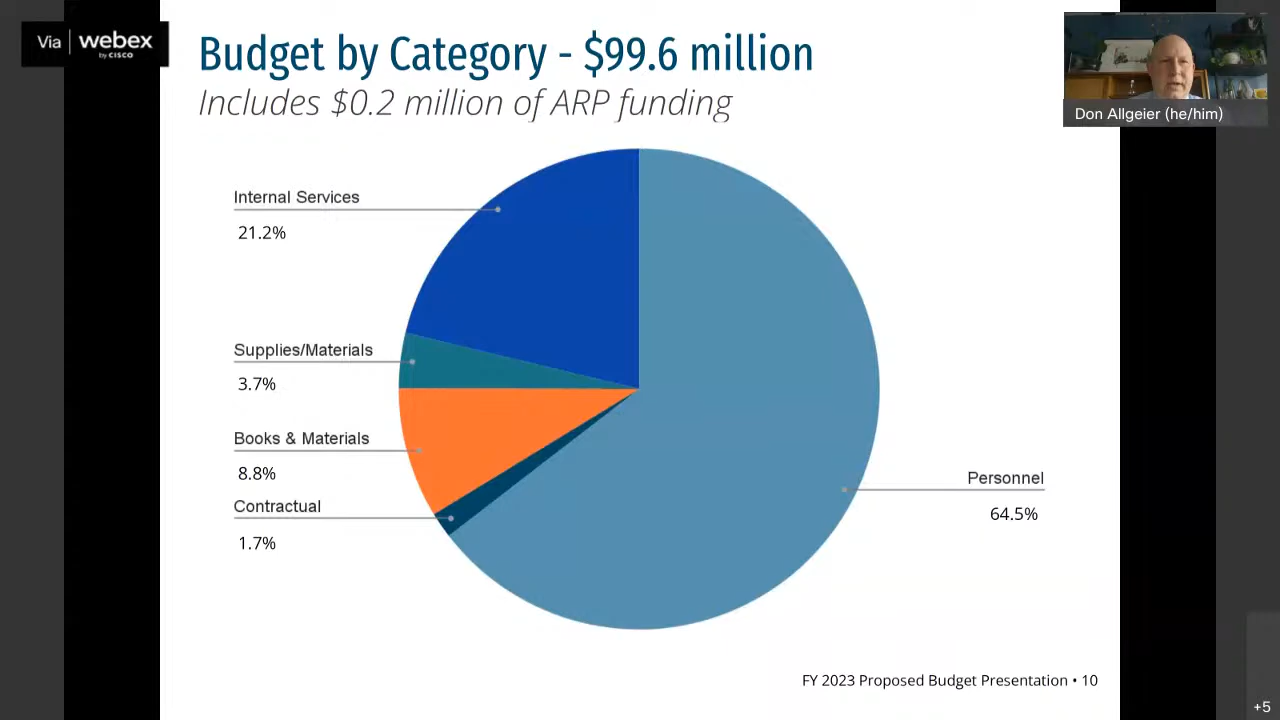 Via webex
by CISCO
Budget by Category - $99.6 million
Includes $0.2 million of ARP funding
Don Allgeier (he/him)
Internal Services
21.2%
Supplies/Materials
3.7%
Books & Materials
8.8%
Contractual
1.7%
Personnel
64.5%
FY 2023 Proposed Budget Presentation • 10
+5